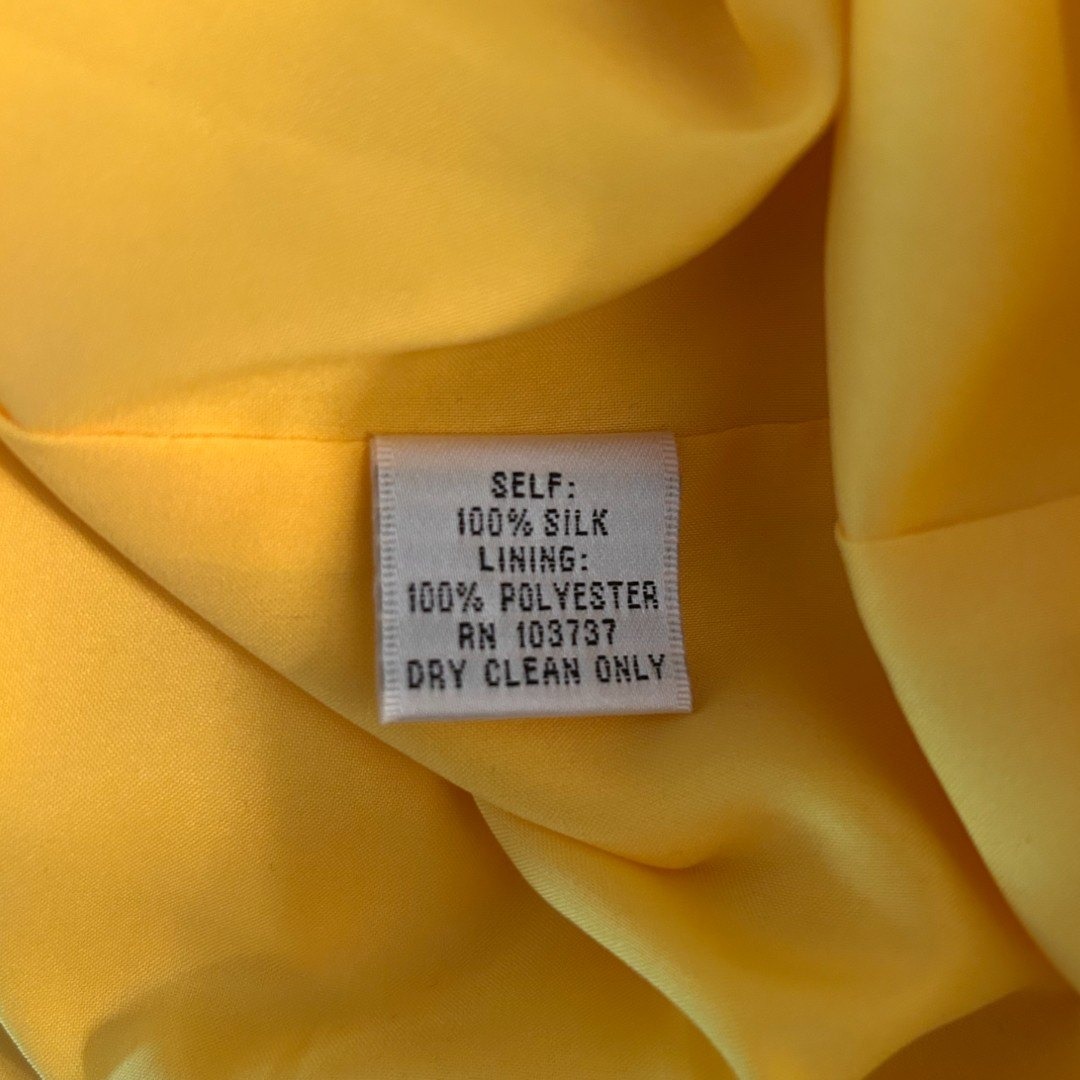 SELF:
100% SILK
LINING:
100% POLYESTER
RN 103737
DRY CLEAN ONLY